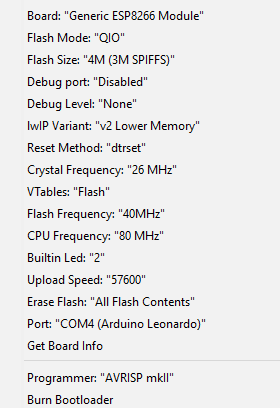 Board: "Generic ESP8266 Module"
Flash Mode: "QIO"
Flash Size: "4M (3M SPIFFS)"
Debug port: "Disabled"
Debug Level: "None"
lwIP Variant: "v2 Lower Memory"
Reset Method: "dtrset"
Crystal Frequency: "26 MHz"
VTables: "Flash"
Flash Frequency: "40MHz"
CPU Frequency: "80 MHz"
Builtin Led: "2"
Upload Speed: "57600"
Erase Flash: "All Flash Contents"
Port: "COM4 (Arduino Leonardo)"
Get Board Info
Programmer: "AVRISP mkII"
Burn Bootloader